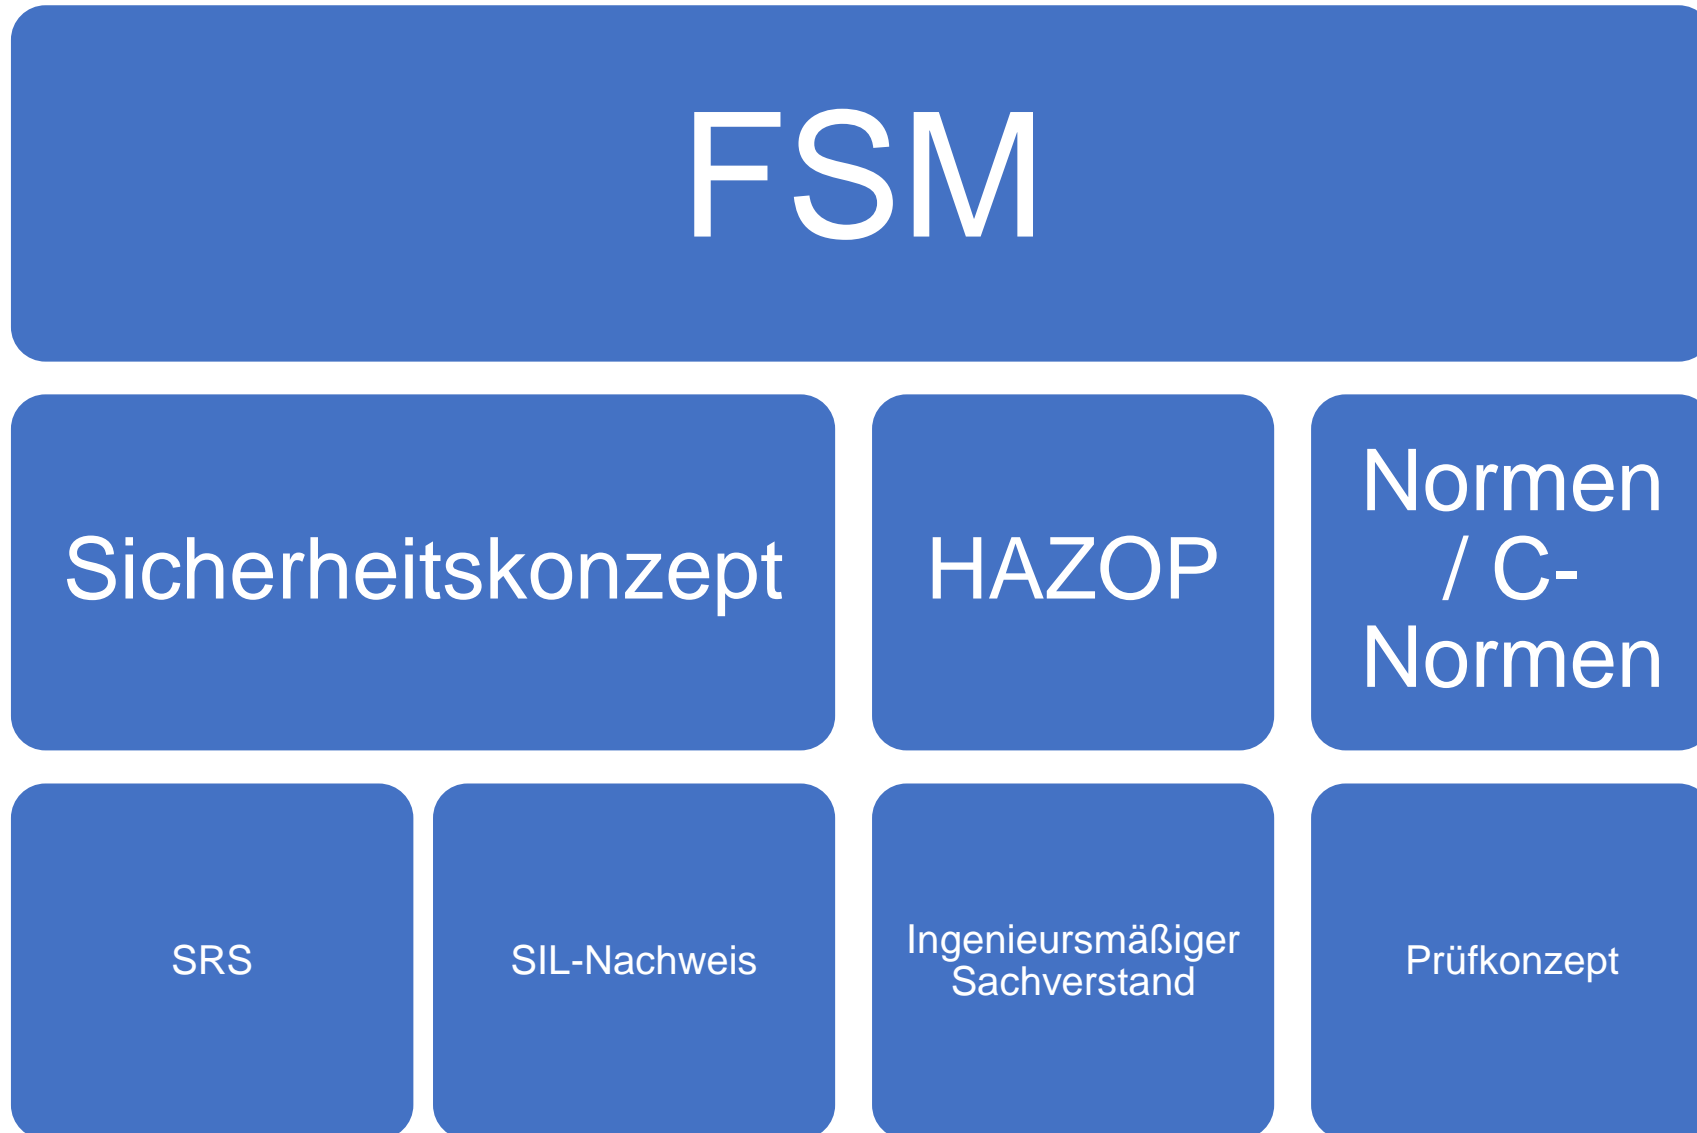 FSM
Sicherheitskonzept
HAZOP
Normen
/ C-
Normen
SRS
SIL-Nachweis
Ingenieursmäßiger
Sachverstand
Prüfkonzept